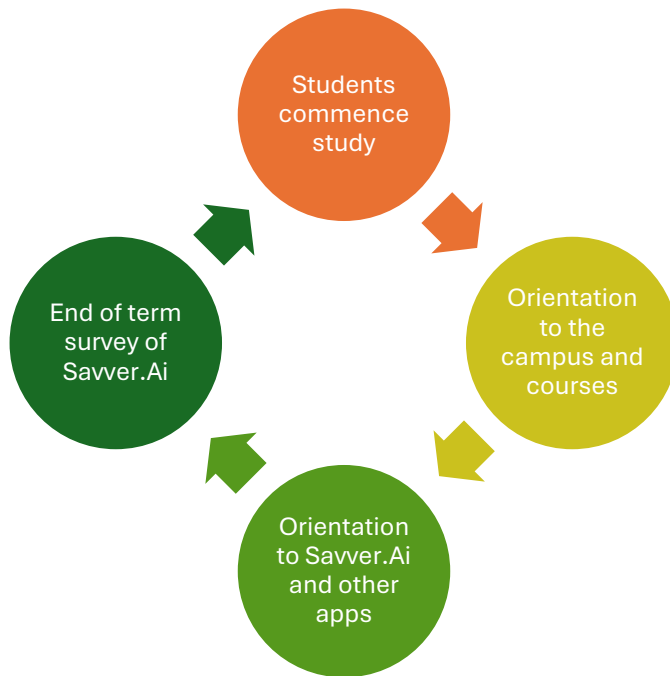 Students
commence
study
Orientation
to the
campus and
courses
Orientation
to Savver.Ai
and other
apps
End of term
survey of
Savver.Ai